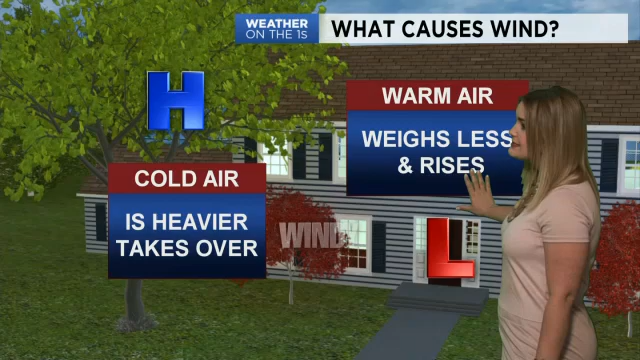 WEATHER
ON THE 1s
WHAT CAUSES WIND?
H
WARM AIR
WEIGHS LESS
& RISES
COLD AIR
IS HEAVIER
TAKES OVER
WIND
L